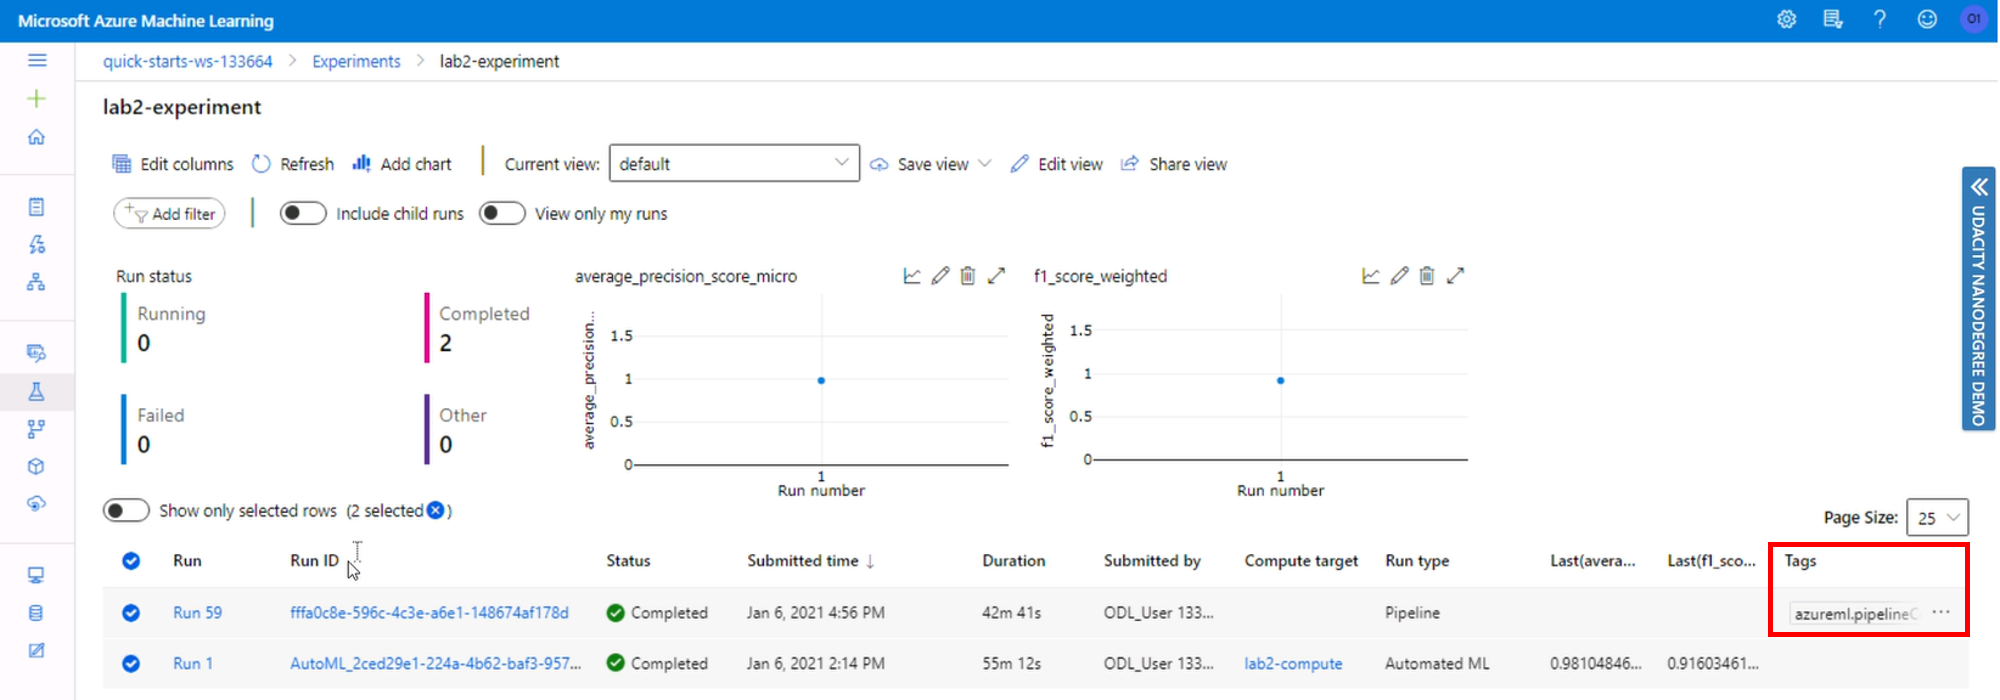 Microsoft Azure Machine Learning
01
quick-starts-ws-133664 > Experiments > lab2-experiment
lab2-experiment
Edit columns Refresh Add chart Current view: default Save view Edit view Share view
Add filter Include child runs View only my runs
Run status
Running
0
Completed
2
Failed
0
Other
0
average_precision_score_micro
average_precision...
1.5
1
0.5
0
1
Run number
f1_score_weighted
f1_score_weighted
1.5
1
0.5
0
1
Run number
UDACITY NANODEGREE DEMO
Show only selected rows (2 selected )
Page Size: 25
Run Run ID Status Submitted time ↓ Duration Submitted by Compute target Run type Last(avera... Last(f1_sco... Tags
Run 59 fffa0c8e-596c-4c3e-a6e1-148674af178d Completed Jan 6, 2021 4:56 PM 42m 41s ODL_User 133... Pipeline azureml.pipelineC ...
Run 1 AutoML_2ced29e1-224a-4b62-baf3-957... Completed Jan 6, 2021 2:14 PM 55m 12s ODL_User 133... lab2-compute Automated ML 0.98104846... 0.91603461...